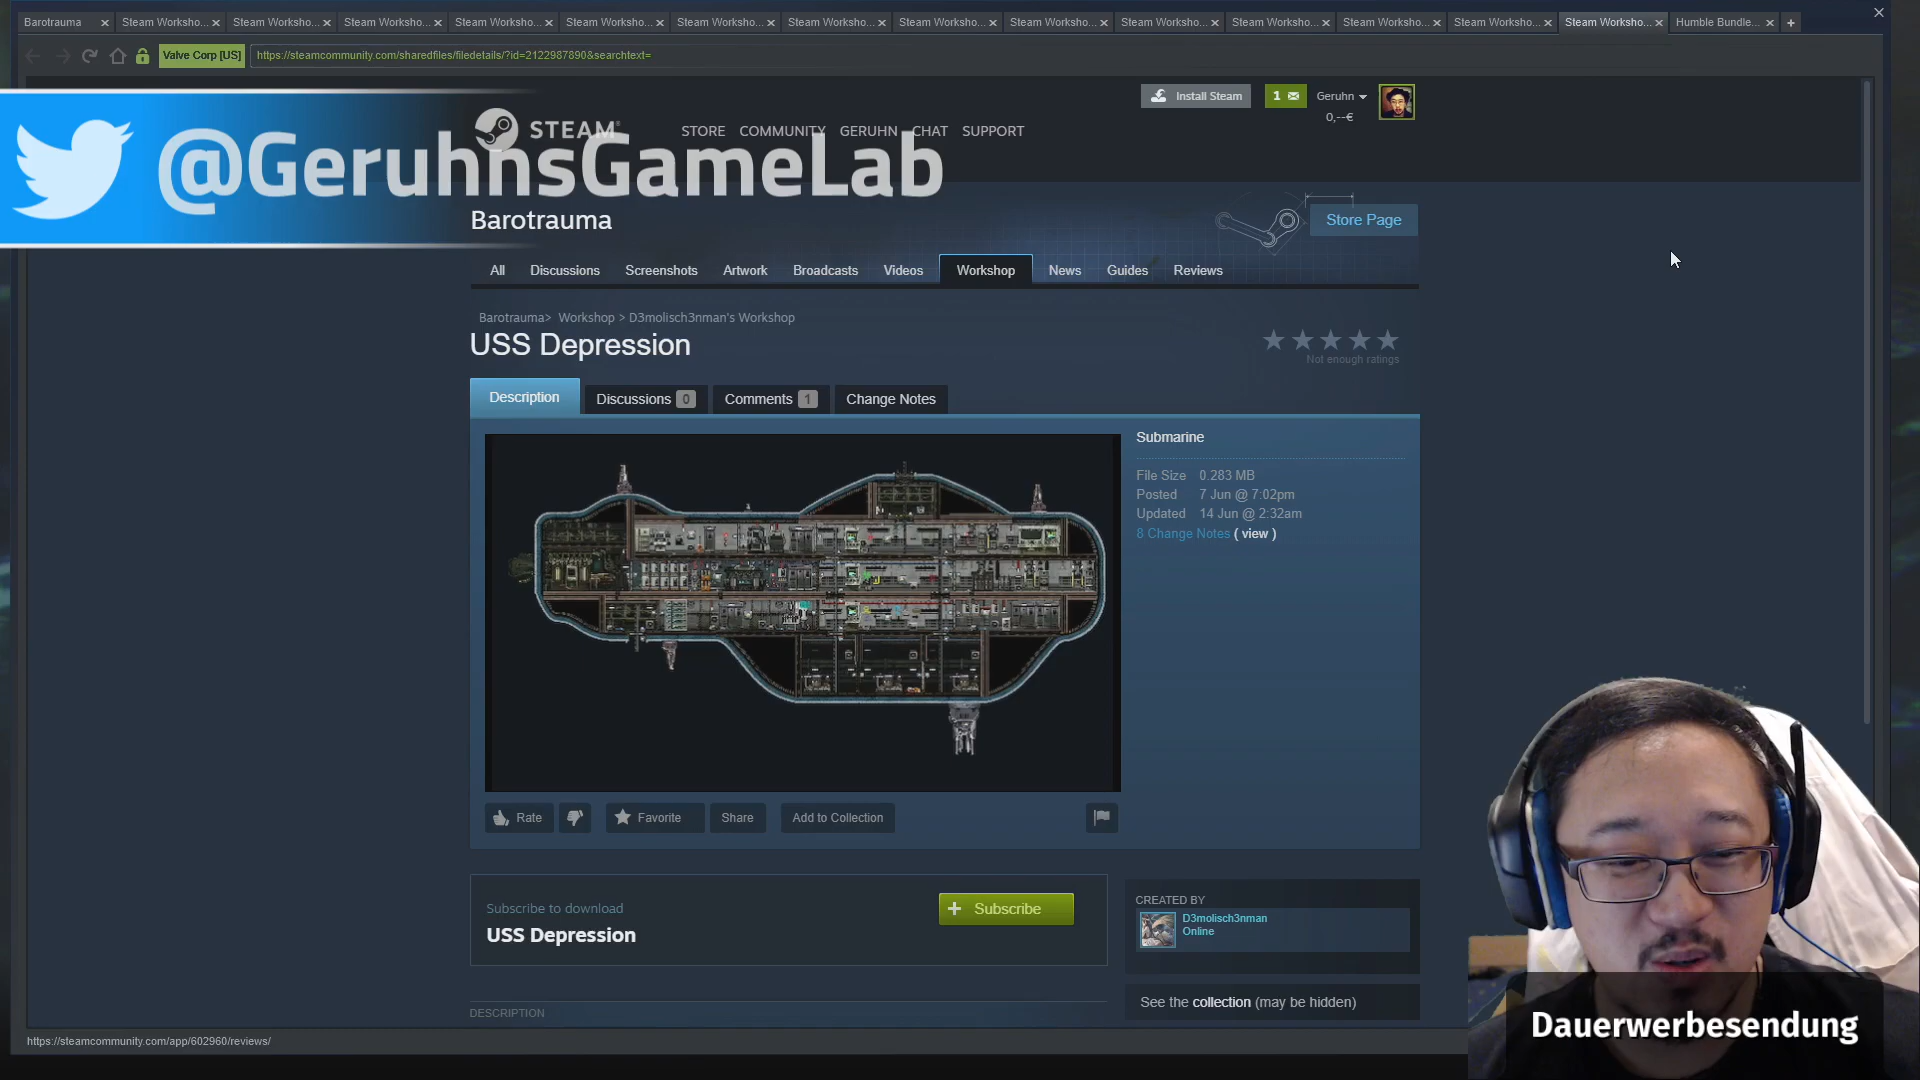 Barotrauma
Steam Worksho...
Steam Worksho...
Steam Worksho...
Steam Worksho...
Steam Worksho...
Steam Worksho...
Steam Worksho...
Steam Worksho...
Steam Worksho...
Steam Worksho...
Steam Worksho...
Steam Worksho...
Steam Worksho...
Steam Worksho...
Humble Bundle...
Valve Corp [US]
https://steamcommunity.com/sharedfiles/filedetails/?id=2122987890&searchtext=
Install Steam
1
Geruhn
0,--€
STEAM
STORE COMMUNITY GERUHN CHAT SUPPORT
@GeruhnsGameLab
Barotrauma
Store Page
All Discussions Screenshots Artwork Broadcasts Videos Workshop News Guides Reviews
Barotrauma> Workshop > D3molisch3nman's Workshop
USS Depression
Not enough ratings
Description Discussions 0 Comments 1 Change Notes
Submarine
File Size 0.283 MB
Posted 7 Jun @ 7:02pm
Updated 14 Jun @ 2:32am
8 Change Notes ( view )
Rate Favorite Share Add to Collection
Subscribe to download
USS Depression
Subscribe
CREATED BY
D3molisch3nman
Online
See the collection (may be hidden)
DESCRIPTION
https://steamcommunity.com/app/602960/reviews/
Dauerwerbesendung